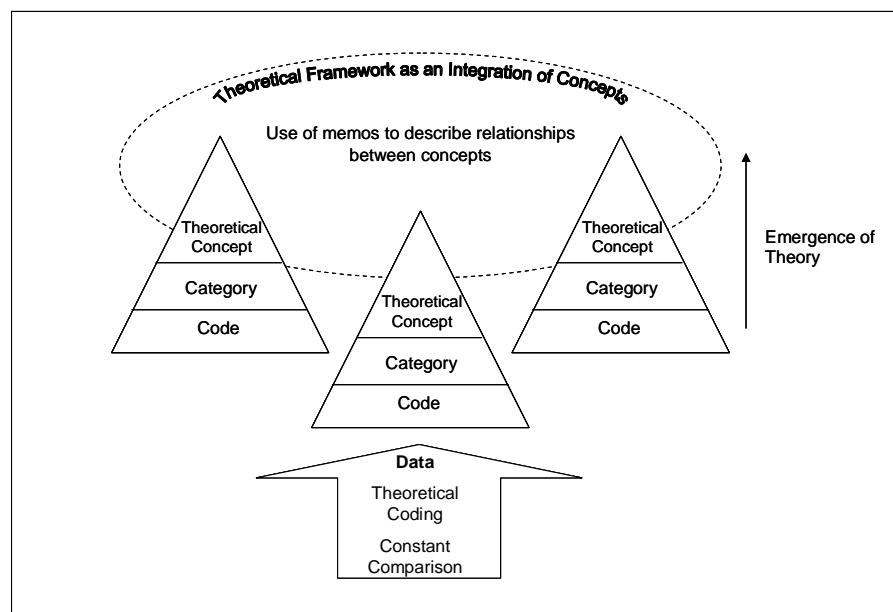 Theoretical Framework as an Integration of Concepts
Use of memos to describe relationships
between concepts
Theoretical
Concept
Category
Code
Theoretical
Concept
Category
Code
Theoretical
Concept
Category
Code
Emergence of
Theory
Data
Theoretical
Coding
Constant
Comparison